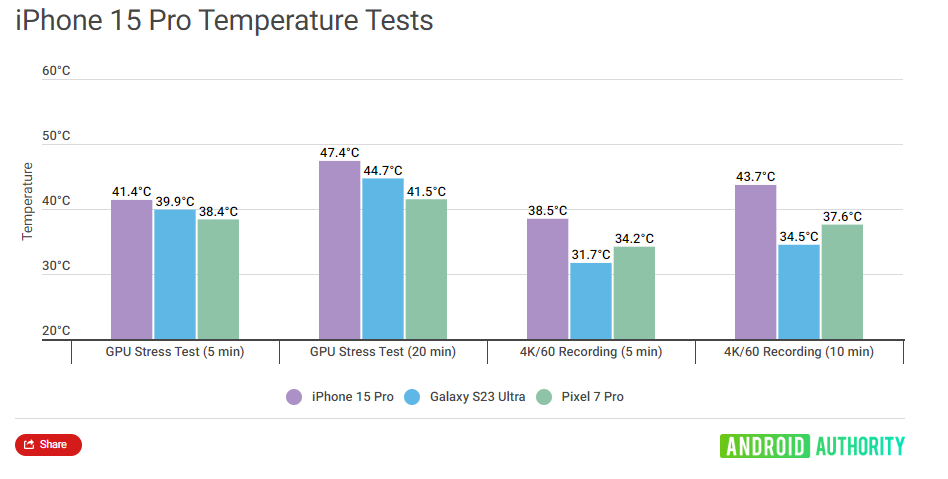 iPhone 15 Pro Temperature Tests
60°C
50°C
40°C
30°C
20°C
Temperature
41.4°C
39.9°C
38.4°C
47.4°C
44.7°C
41.5°C
38.5°C
31.7°C
34.2°C
43.7°C
34.5°C
37.6°C
GPU Stress Test (5 min)
GPU Stress Test (20 min)
4K/60 Recording (5 min)
4K/60 Recording (10 min)
iPhone 15 Pro
Galaxy S23 Ultra
Pixel 7 Pro
Share
ANDROID AUTHORITY